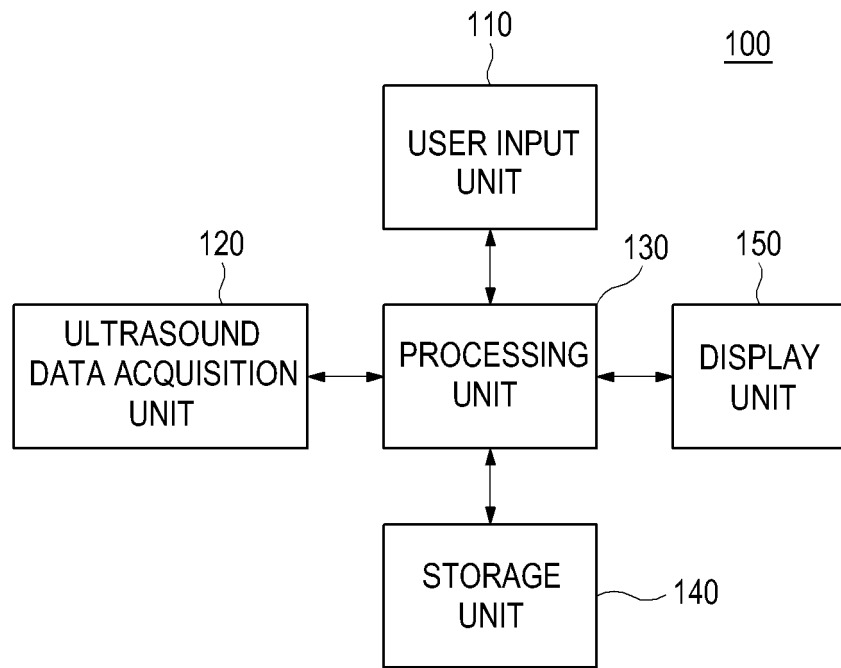 110
100
USER INPUT
UNIT
120
130
150
ULTRASOUND
DATA ACQUISITION
UNIT
PROCESSING
UNIT
DISPLAY
UNIT
STORAGE
UNIT
140